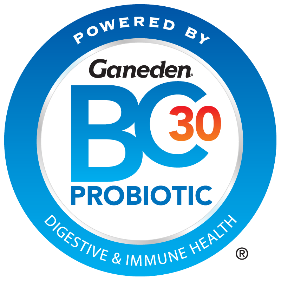 POWERED BY
Ganeden
BC30
PROBIOTIC
DIGESTIVE & IMMUNE HEALTH
®